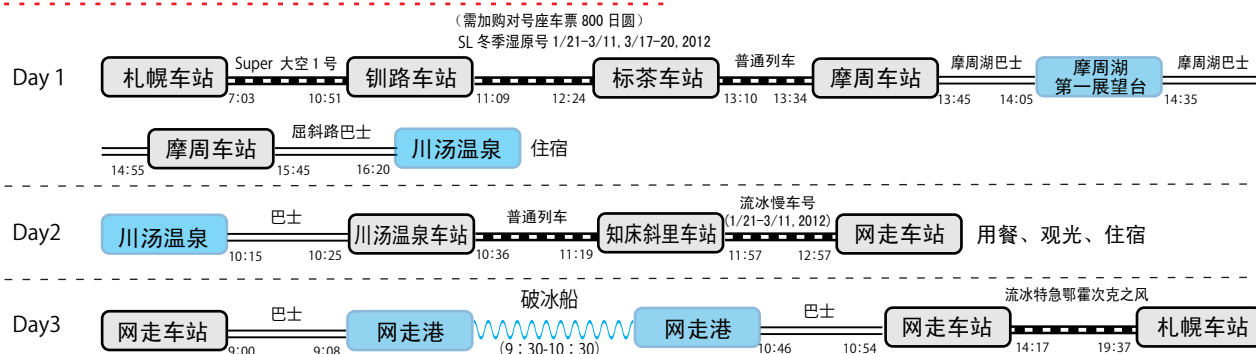 （需加购对号座车票 800 日圆）
SL 冬季湿原号 1/21-3/11, 3/17-20, 2012
Day 1 札幌车站 Super 大空 1 号 钏路车站 标茶车站 普通列车 摩周车站 摩周湖巴士 摩周湖 第一展望台 摩周湖巴士
7:03 10:51 11:09 12:24 13:10 13:34 13:45 14:05 14:35
摩周车站 屈斜路巴士 川汤温泉 住宿
14:55 15:45 16:20
流冰慢车号
(1/21-3/11, 2012)
Day2 川汤温泉 巴士 川汤温泉车站 普通列车 知床斜里车站 网走车站 用餐、观光、住宿
10:15 10:25 10:36 11:19 11:57 12:57
Day3 网走车站 巴士 网走港 破冰船 网走港 巴士 网走车站 流冰特急鄂霍次克之风 札幌车站
9:00 9:08 (9：30-10：30) 10:46 10:54 14:17 19:37